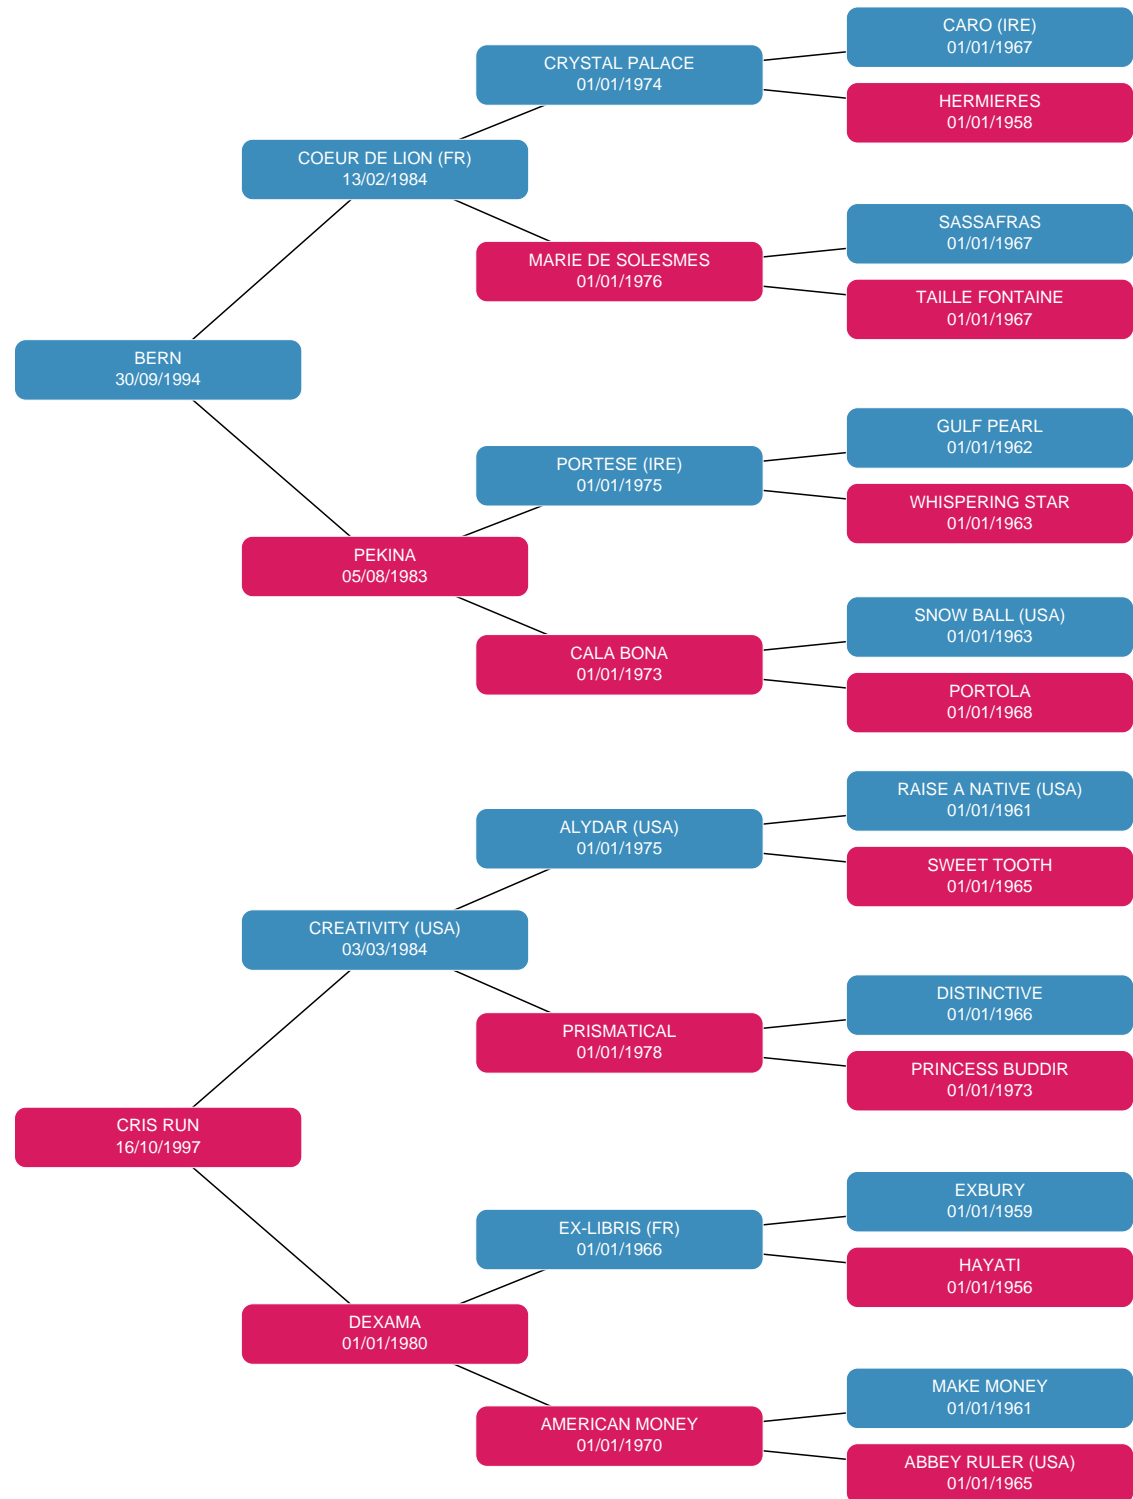 CARO (IRE)
01/01/1967
CRYSTAL PALACE
01/01/1974
HERMIERES
01/01/1958
COEUR DE LION (FR)
13/02/1984
SASSAFRAS
01/01/1967
MARIE DE SOLESMES
01/01/1976
TAILLE FONTAINE
01/01/1967
BERN
30/09/1994
GULF PEARL
01/01/1962
PORTESE (IRE)
01/01/1975
WHISPERING STAR
01/01/1963
PEKINA
05/08/1983
SNOW BALL (USA)
01/01/1963
CALA BONA
01/01/1973
PORTOLA
01/01/1968
RAISE A NATIVE (USA)
01/01/1961
ALYDAR (USA)
01/01/1975
SWEET TOOTH
01/01/1965
CREATIVITY (USA)
03/03/1984
DISTINCTIVE
01/01/1966
PRISMATICAL
01/01/1978
PRINCESS BUDDIR
01/01/1973
CRIS RUN
16/10/1997
EXBURY
01/01/1959
EX-LIBRIS (FR)
01/01/1966
HAYATI
01/01/1956
DEXAMA
01/01/1980
MAKE MONEY
01/01/1961
AMERICAN MONEY
01/01/1970
ABBEY RULER (USA)
01/01/1965